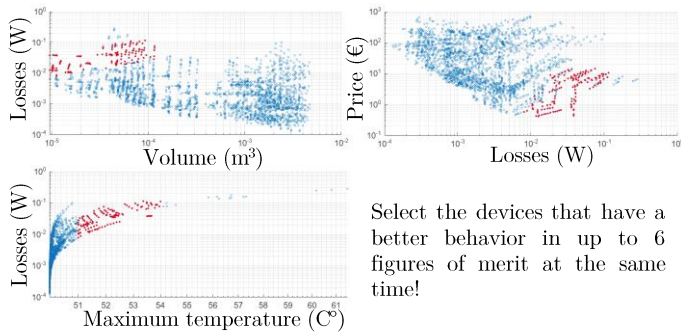 10⁰
10⁻¹
10⁻²
10⁻³
10⁻⁴
Losses (W)
10⁻⁵ 10⁻⁴ 10⁻³ 10⁻²
Volume (m³)
10³
10²
10¹
10⁰
10⁻¹
Price (€)
10⁻⁴ 10⁻³ 10⁻² 10⁻¹ 10⁰
Losses (W)
10⁰
10⁻¹
10⁻²
10⁻³
10⁻⁴
Losses (W)
51 52 53 54 55 56 57 58 59 60 61
Maximum temperature (C°)
Select the devices that have a
better behavior in up to 6
figures of merit at the same
time!